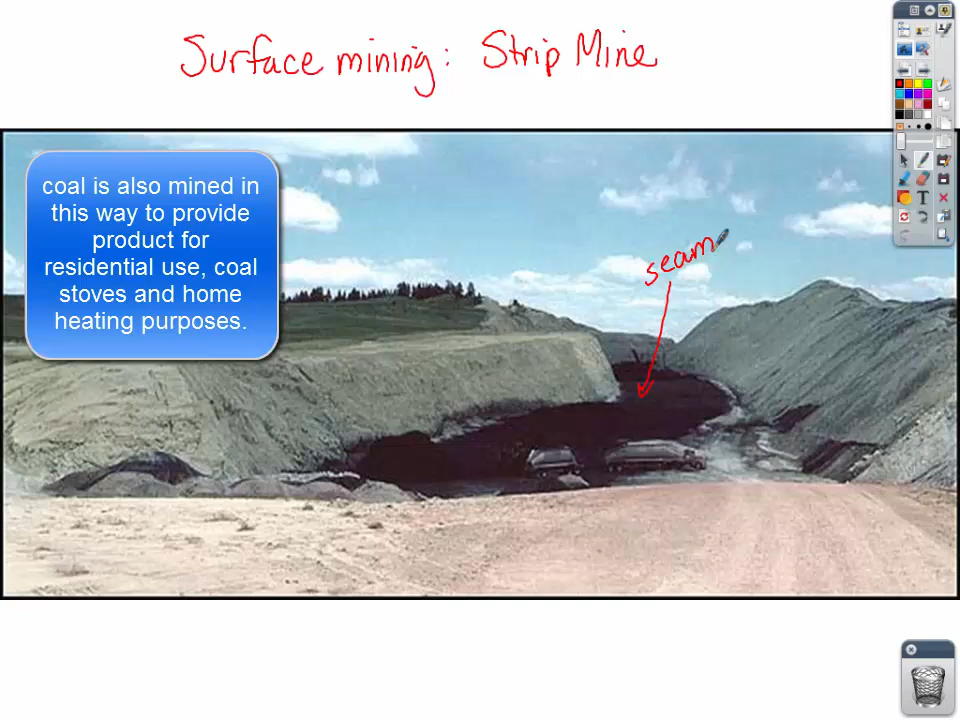 Surface mining: Strip Mine
coal is also mined in
this way to provide
product for
residential use, coal
stoves and home
heating purposes.
seam